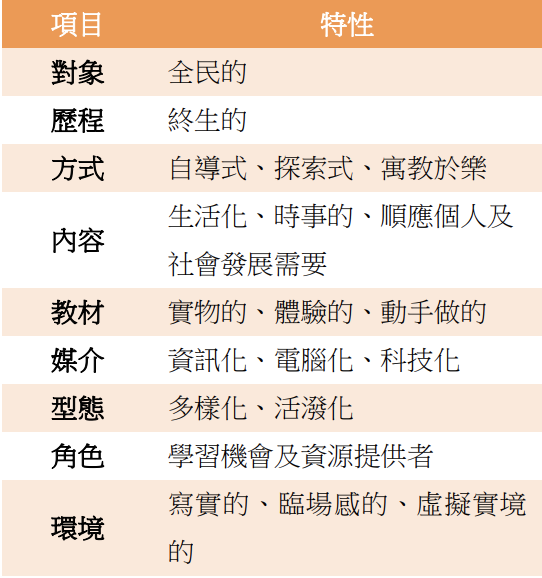 項目 特性
對象 全民的
歷程 終生的
方式 自導式、探索式、寓教於樂
內容 生活化、時事的、順應個人及
社會發展需要
教材 實物的、體驗的、動手做的
媒介 資訊化、電腦化、科技化
型態 多樣化、活潑化
角色 學習機會及資源提供者
環境 寫實的、臨場感的、虛擬實境
的